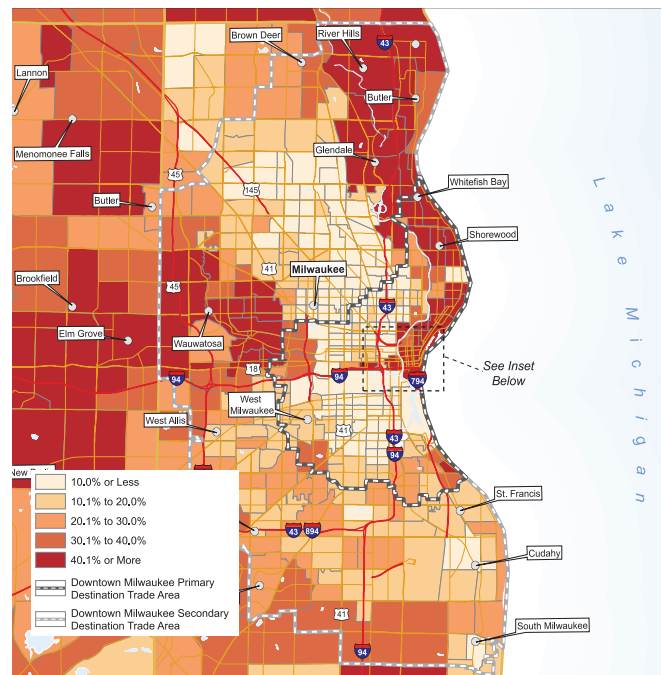 Brown Deer
River Hills
43
Lannon
Butler
Menomonee Falls
Glendale
45
145
Whitefish Bay
Butler
Shorewood
41
Milwaukee
Brookfield
45
43
Elm Grove
Wauwatosa
18
94
94
794
See Inset
Below
West
Milwaukee
West Allis
41
43
94
10.0% or Less
10.1% to 20.0%
20.1% to 30.0%
30.1% to 40.0%
40.1% or More
Downtown Milwaukee Primary
Destination Trade Area
Downtown Milwaukee Secondary
Destination Trade Area
43
894
St. Francis
Cudahy
41
South Milwaukee
94
Lake Michigan